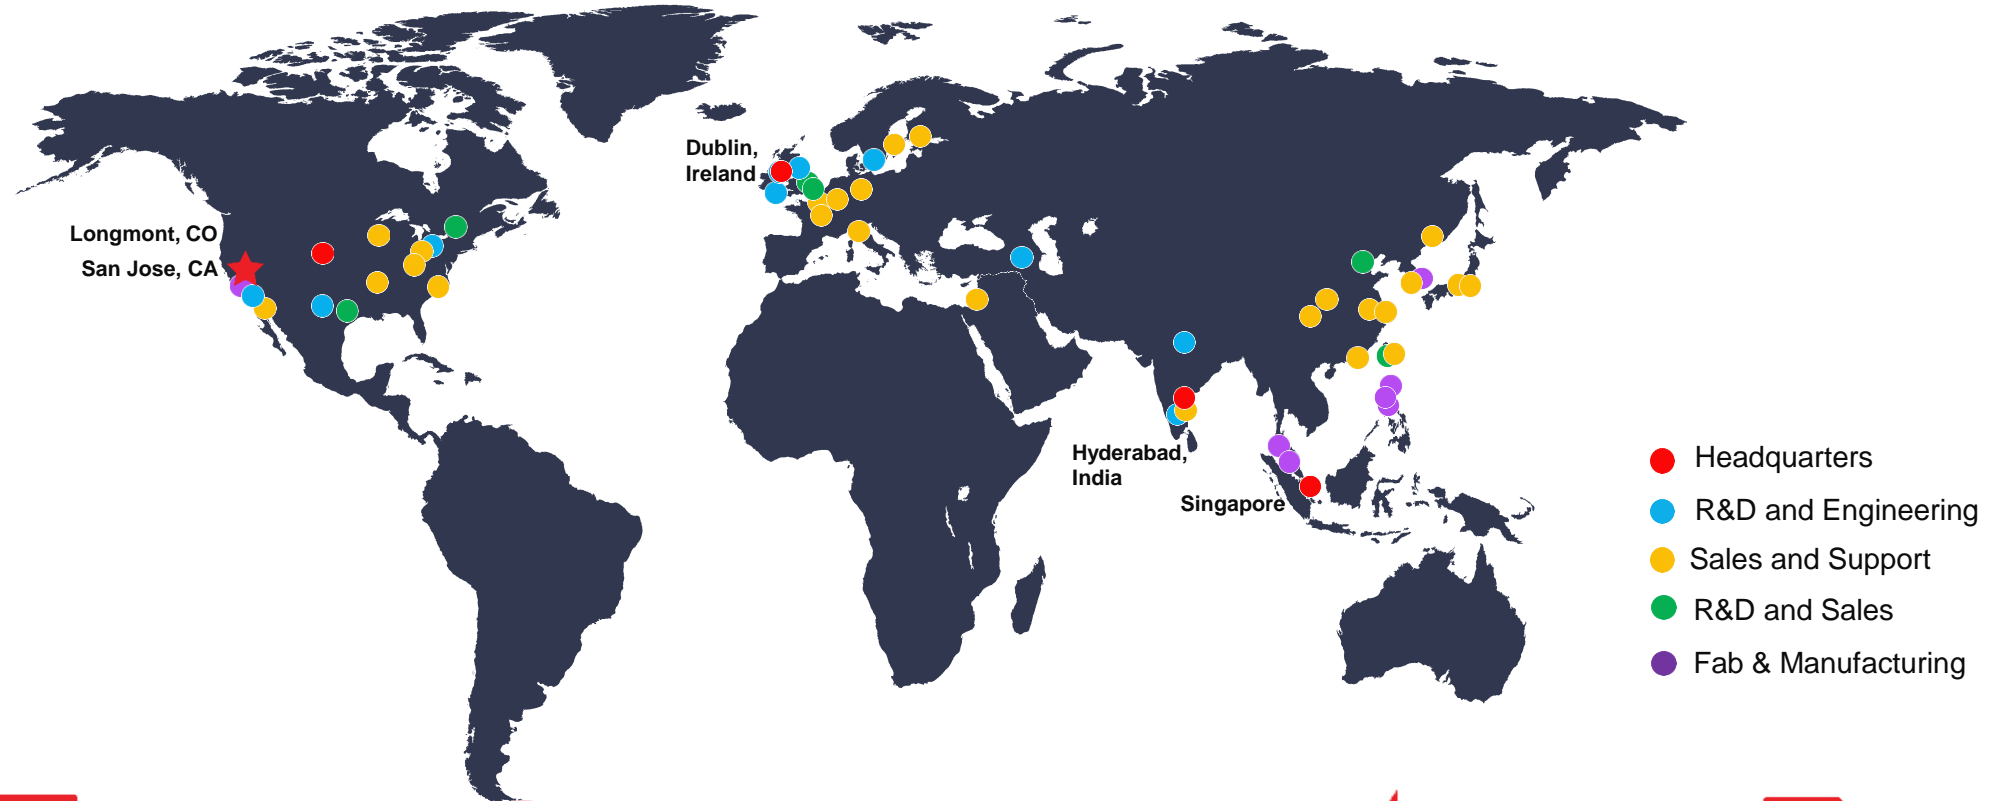 Dublin,
Ireland
Longmont, CO
San Jose, CA
Hyderabad,
India
Singapore
Headquarters
R&D and Engineering
Sales and Support
R&D and Sales
Fab & Manufacturing